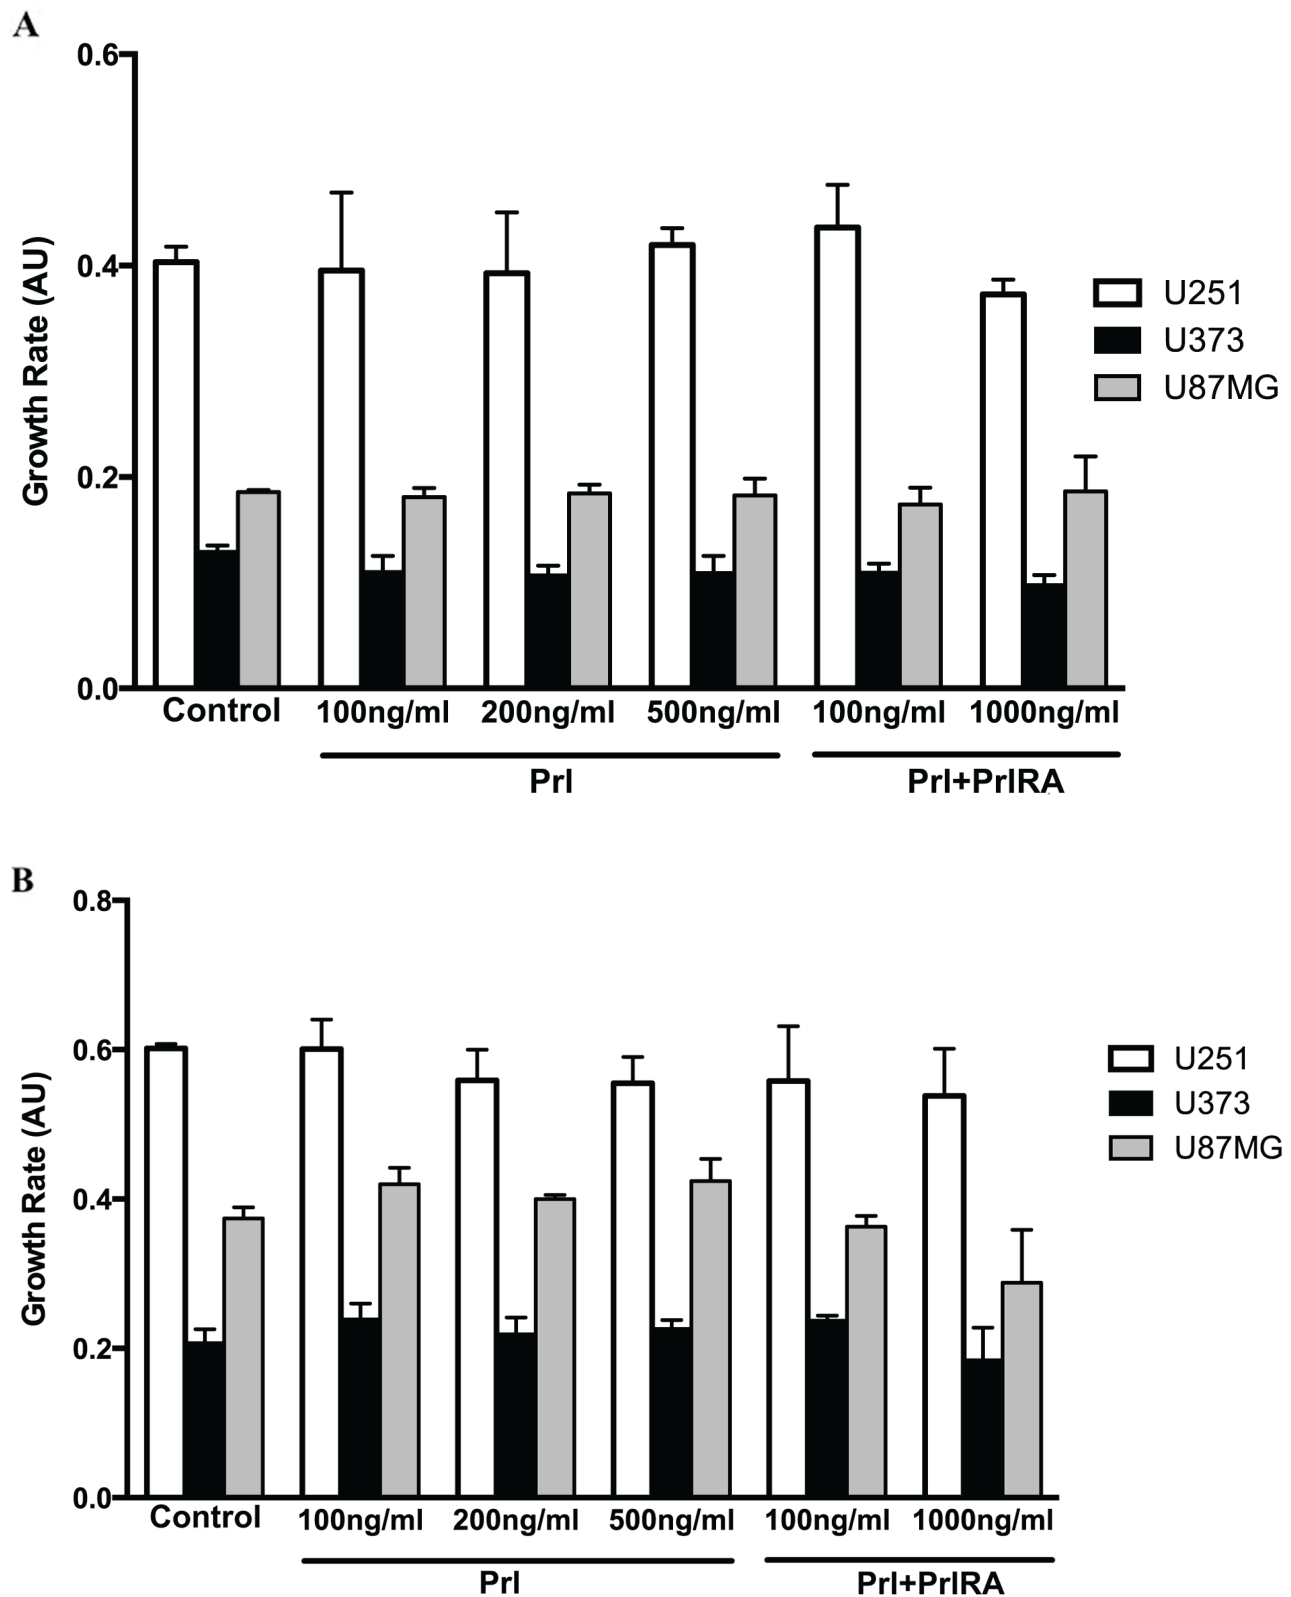 A
0.6
0.4
0.2
0.0
Growth Rate (AU)
U251
U373
U87MG
Control 100ng/ml 200ng/ml 500ng/ml 100ng/ml 1000ng/ml
Prl Prl+PrlRA
B
0.8
0.6
0.4
0.2
0.0
Growth Rate (AU)
U251
U373
U87MG
Control 100ng/ml 200ng/ml 500ng/ml 100ng/ml 1000ng/ml
Prl Prl+PrlRA